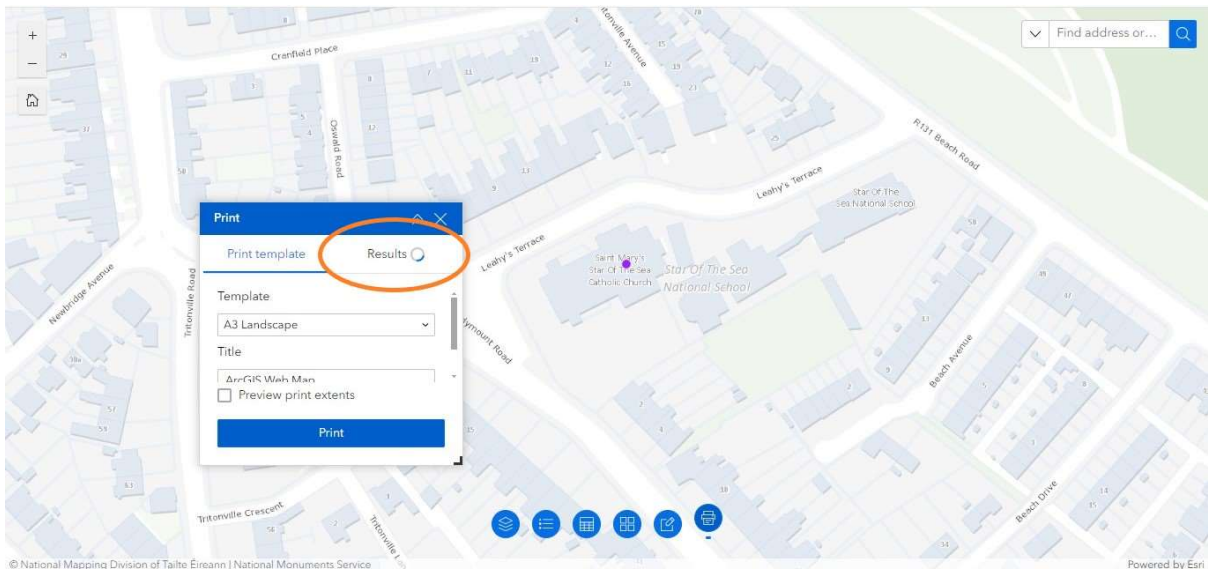 +
−
Find address or...
Cranfield Place
Tritonville Avenue
Oswald Road
R131 Beach Road
Leahy's Terrace
Star Of The
Sea National School
Print
Print template
Results
Template
A3 Landscape
Title
ArcGIS Web Map
Preview print extents
Print
Leahy's Terrace
Saint Mary's
Star Of The Sea
Catholic Church
Star Of The Sea
National School
Newbridge Avenue
Tritonville Road
Beach Avenue
Tritonville Crescent
Beach Drive
© National Mapping Division of Tailte Éireann | National Monuments Service
Powered by Esri